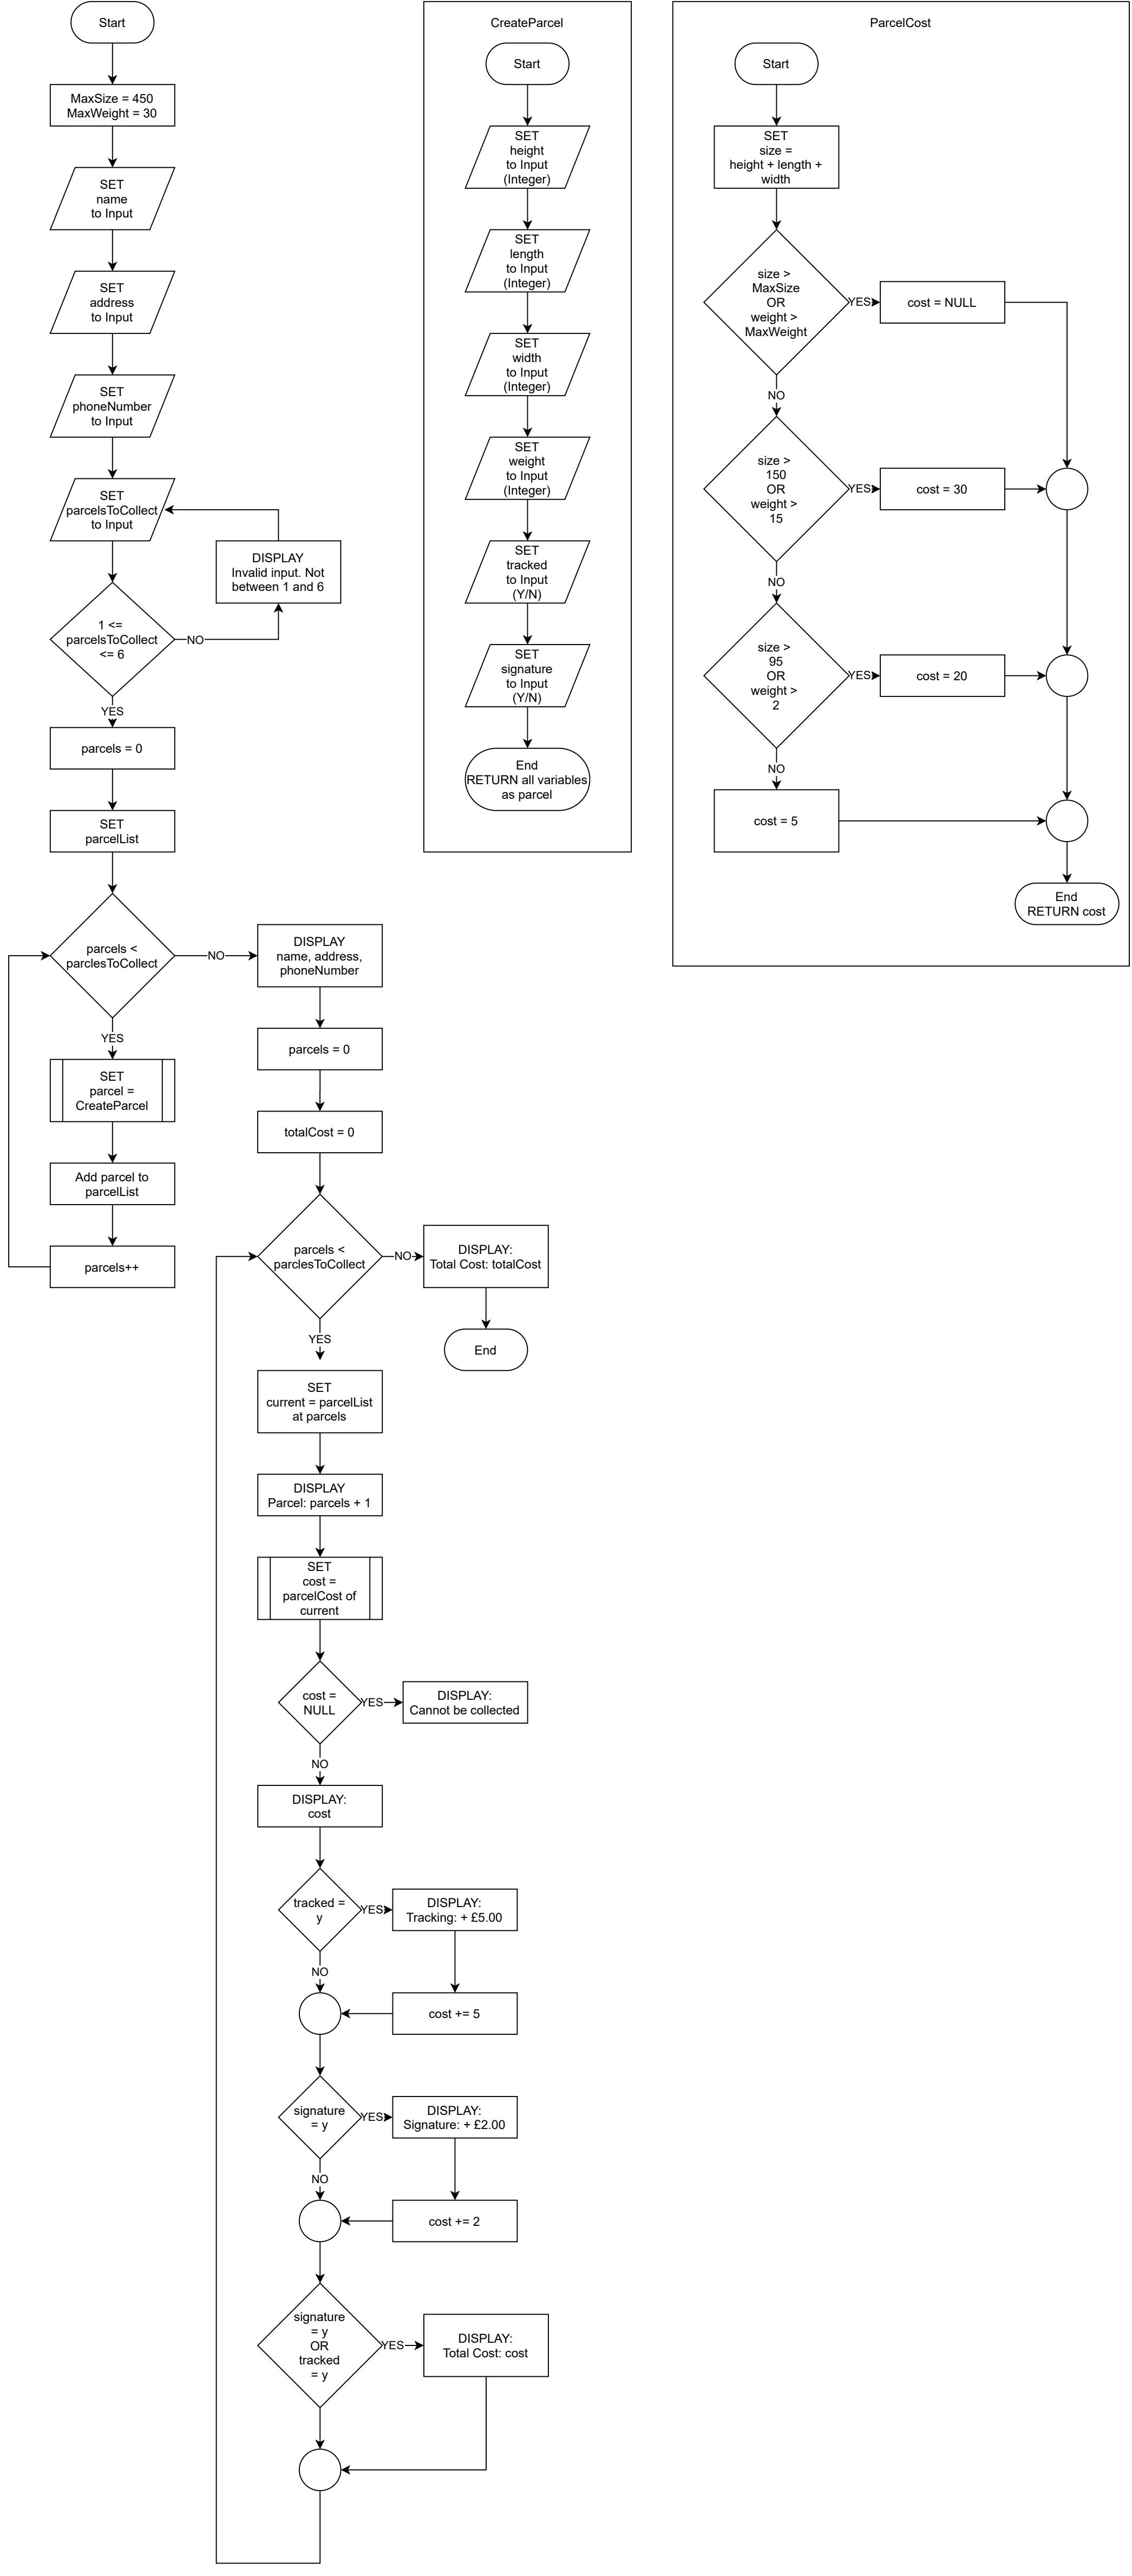 Start
MaxSize = 450
MaxWeight = 30
SET
name
to Input
SET
address
to Input
SET
phoneNumber
to Input
SET
parcelsToCollect
to Input
DISPLAY
Invalid input. Not
between 1 and 6
1 <=
parcelsToCollect
<= 6
NO
YES
parcels = 0
SET
parcelList
parcels <
parclesToCollect
NO
YES
SET
parcel =
CreateParcel
Add parcel to
parcelList
parcels++
DISPLAY
name, address,
phoneNumber
parcels = 0
totalCost = 0
parcels <
parclesToCollect
NO
DISPLAY:
Total Cost: totalCost
End
YES
SET
current = parcelList
at parcels
DISPLAY
Parcel: parcels + 1
SET
cost =
parcelCost of
current
cost =
NULL
YES
DISPLAY:
Cannot be collected
NO
DISPLAY:
cost
tracked =
y
YES
DISPLAY:
Tracking: + £5.00
NO
cost += 5
signature
= y
YES
DISPLAY:
Signature: + £2.00
NO
cost += 2
signature
= y
OR
tracked
= y
YES
DISPLAY:
Total Cost: cost
CreateParcel
Start
SET
height
to Input
(Integer)
SET
length
to Input
(Integer)
SET
width
to Input
(Integer)
SET
weight
to Input
(Integer)
SET
tracked
to Input
(Y/N)
SET
signature
to Input
(Y/N)
End
RETURN all variables
as parcel
ParcelCost
Start
SET
size =
height + length +
width
size >
MaxSize
OR
weight >
MaxWeight
YES
cost = NULL
NO
size >
150
OR
weight >
15
YES
cost = 30
NO
size >
95
OR
weight >
2
YES
cost = 20
NO
cost = 5
End
RETURN cost